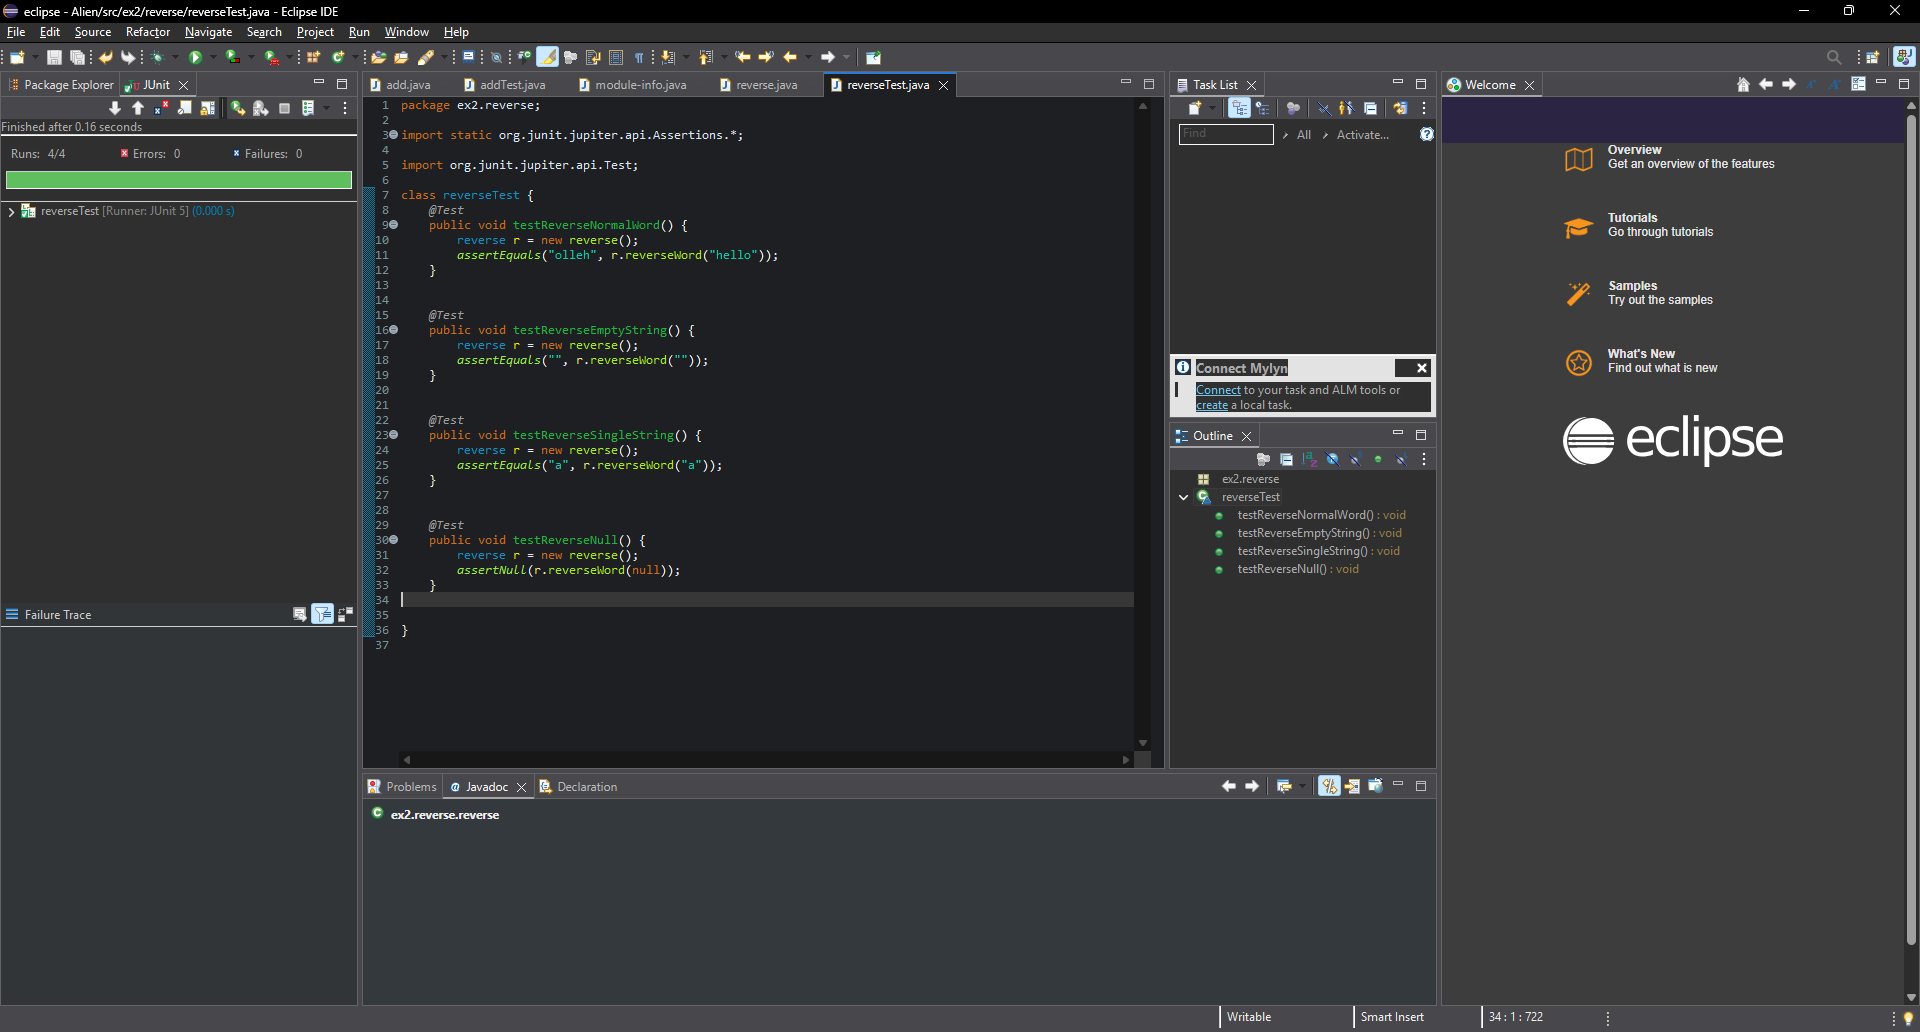 eclipse - Alien/src/ex2/reverse/reverseTest.java - Eclipse IDE
File Edit Source Refactor Navigate Search Project Run Window Help
Package Explorer JUnit
Finished after 0.16 seconds
Runs: 4/4 Errors: 0 Failures: 0
reverseTest [Runner: JUnit 5] (0.000 s)
Failure Trace
add.java addTest.java module-info.java reverse.java reverseTest.java
1 package ex2.reverse;
2
3 import static org.junit.jupiter.api.Assertions.*;
4
5 import org.junit.jupiter.api.Test;
6
7 class reverseTest {
8 @Test
9 public void testReverseNormalWord() {
10 reverse r = new reverse();
11 assertEquals("olleh", r.reverseWord("hello"));
12 }
13
14
15 @Test
16 public void testReverseEmptyString() {
17 reverse r = new reverse();
18 assertEquals("", r.reverseWord(""));
19 }
20
21
22 @Test
23 public void testReverseSingleString() {
24 reverse r = new reverse();
25 assertEquals("a", r.reverseWord("a"));
26 }
27
28
29 @Test
30 public void testReverseNull() {
31 reverse r = new reverse();
32 assertNull(r.reverseWord(null));
33 }
34
35
36 }
37
Task List
Find All Activate...
Connect Mylyn
Connect to your task and ALM tools or
create a local task.
Outline
ex2.reverse
reverseTest
testReverseNormalWord() : void
testReverseEmptyString() : void
testReverseSingleString() : void
testReverseNull() : void
Welcome
Overview
Get an overview of the features
Tutorials
Go through tutorials
Samples
Try out the samples
What's New
Find out what is new
eclipse
Problems Javadoc Declaration
ex2.reverse.reverse
Writable Smart Insert 34 : 1 : 722